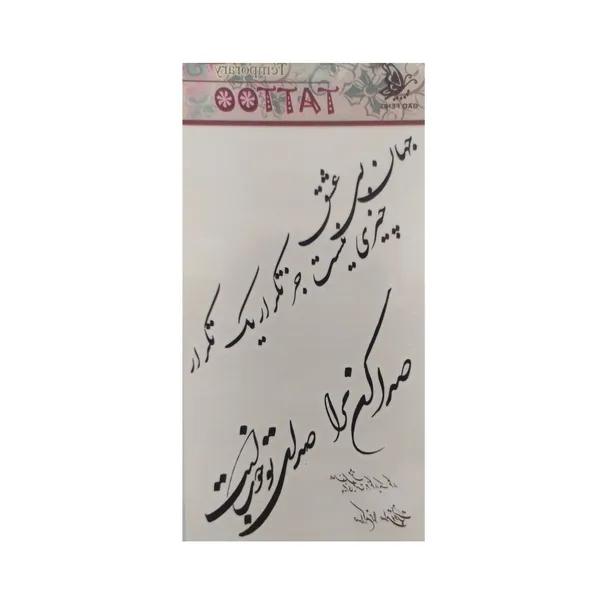 Temporary
TATTOO
جهان بی عشق
چیزی نیست جز تکرار یک تکرار
صدا کن مرا
صدای تو خوب است